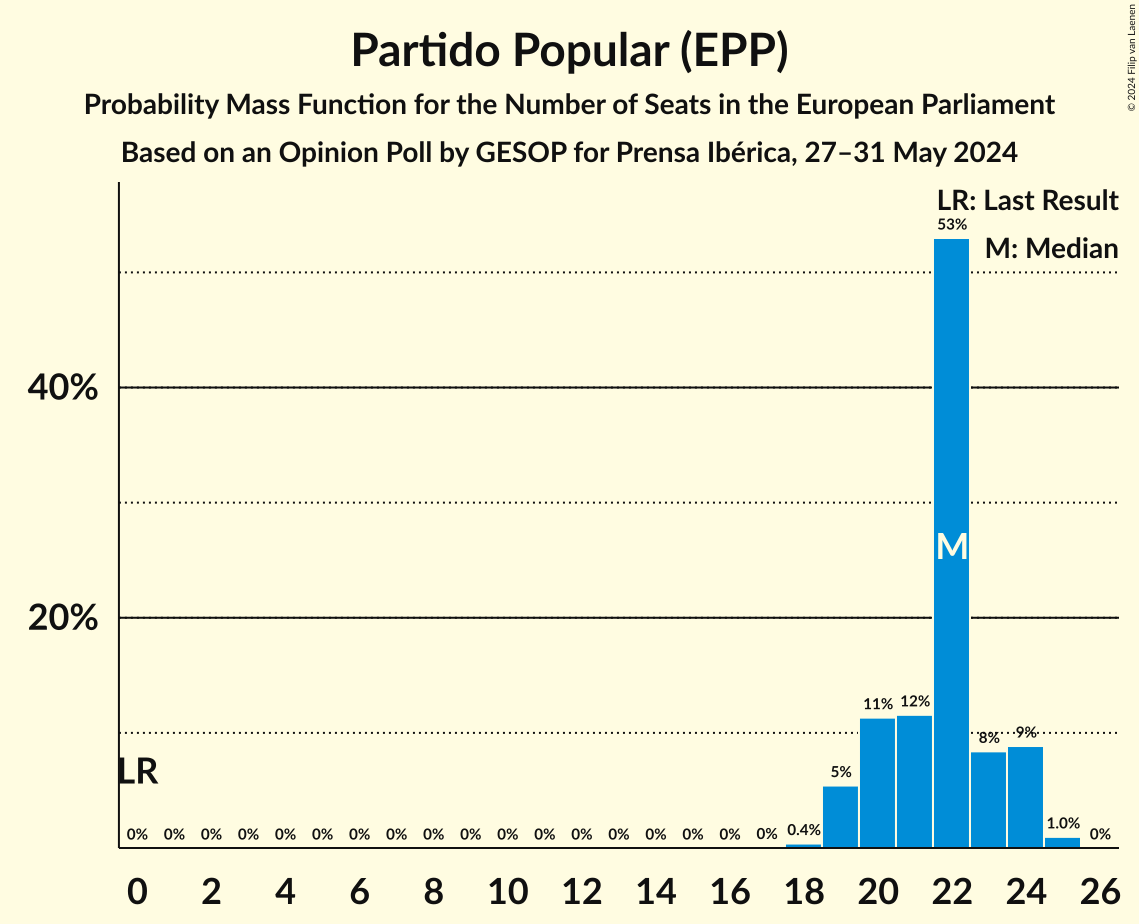 Partido Popular (EPP)
Probability Mass Function for the Number of Seats in the European Parliament
Based on an Opinion Poll by GESOP for Prensa Ibérica, 27–31 May 2024
© 2024 Filip van Laenen
LR: Last Result
53%
M: Median
40%
M
20%
11% 12%
8% 9%
LR
5%
0% 0% 0% 0% 0% 0% 0% 0% 0% 0% 0% 0% 0% 0% 0% 0% 0% 0% 0.4% 1.0% 0%
0 2 4 6 8 10 12 14 16 18 20 22 24 26